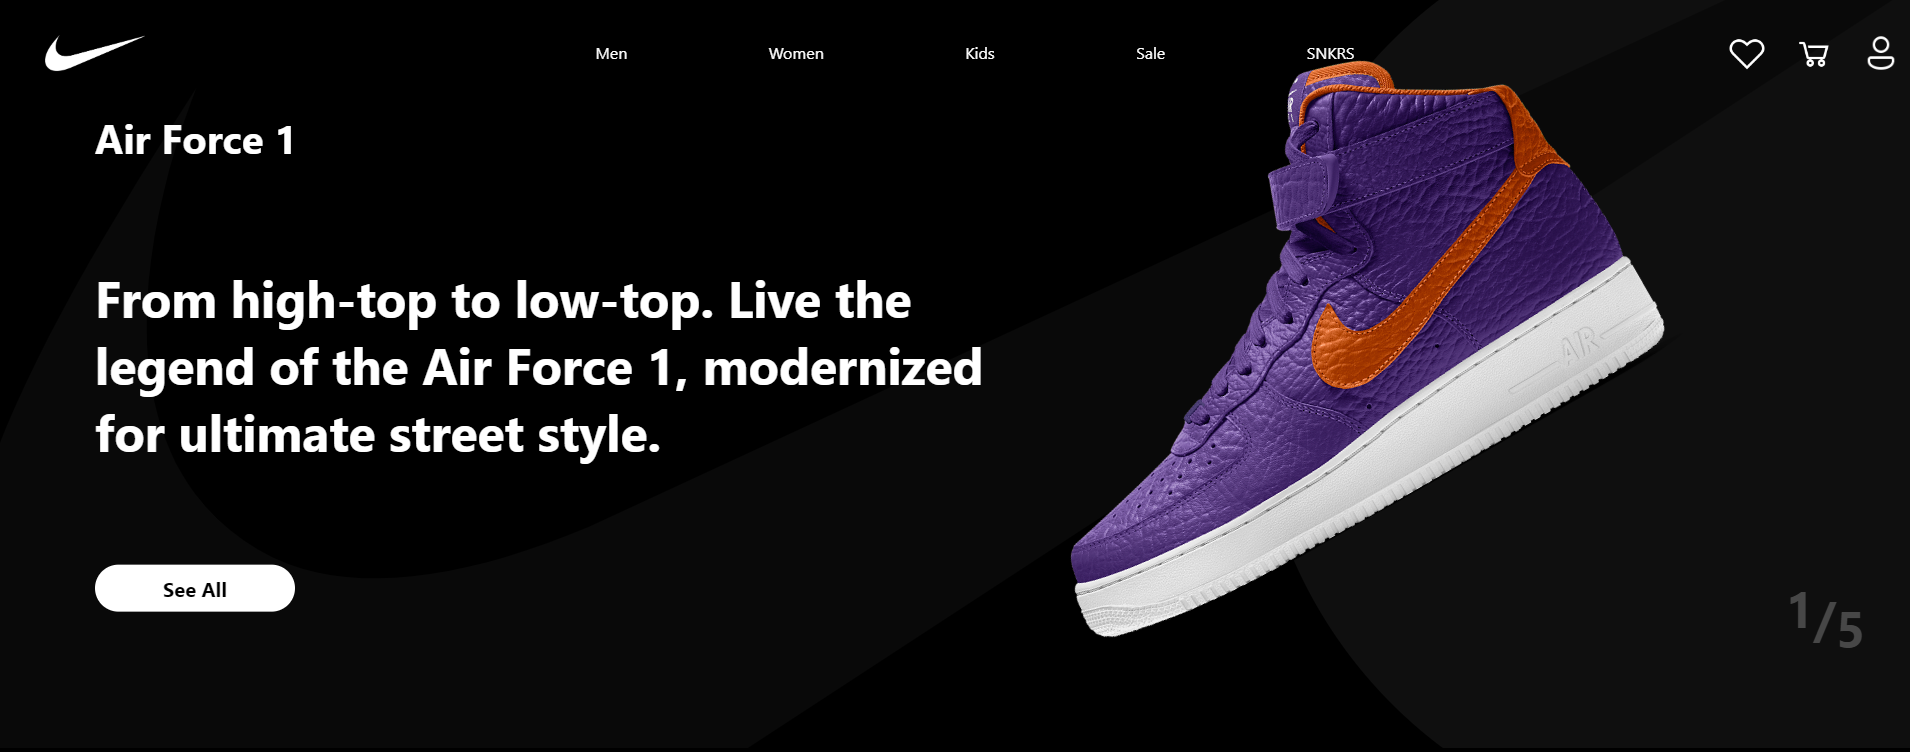 Men Women Kids Sale SNKRS
Air Force 1
From high-top to low-top. Live the
legend of the Air Force 1, modernized
for ultimate street style.
See All
AIR
1/5